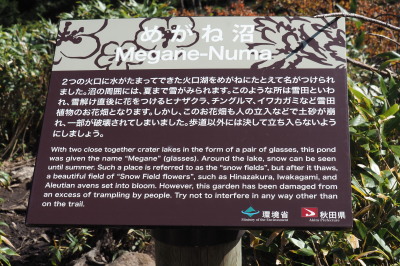 めがね沼
Megane-Numa
2つの火口に水がたまってできた火口湖をめがねにたとえて名がつけられ
ました。沼の周囲には、夏まで雪がみられます。このような所は雪田といわ
れ、雪解け直後に花をつけるヒナザクラ、チングルマ、イワカガミなど雪田
植物のお花畑となります。しかし、このお花畑も人の立入などで土砂が崩
れ、一部が破壊されてしまいました。歩道以外には決して立ち入らないよう
にしましょう。
With two close together crater lakes in the form of a pair of glasses, this pond
was given the name "Megane" (glasses). Around the lake, snow can be seen
until summer. Such a place is referred to as the "snow fields", but after it thaws,
a beautiful field of "Snow Field flowers", such as Hinazakura, Iwakagami, and
Aleutian avens set into bloom. However, this garden has been damaged from
an excess of trampling by people. Try not to interfere in any way other than
on the trail.
環境省
Ministry of the Environment
秋田県
Akita Prefecture